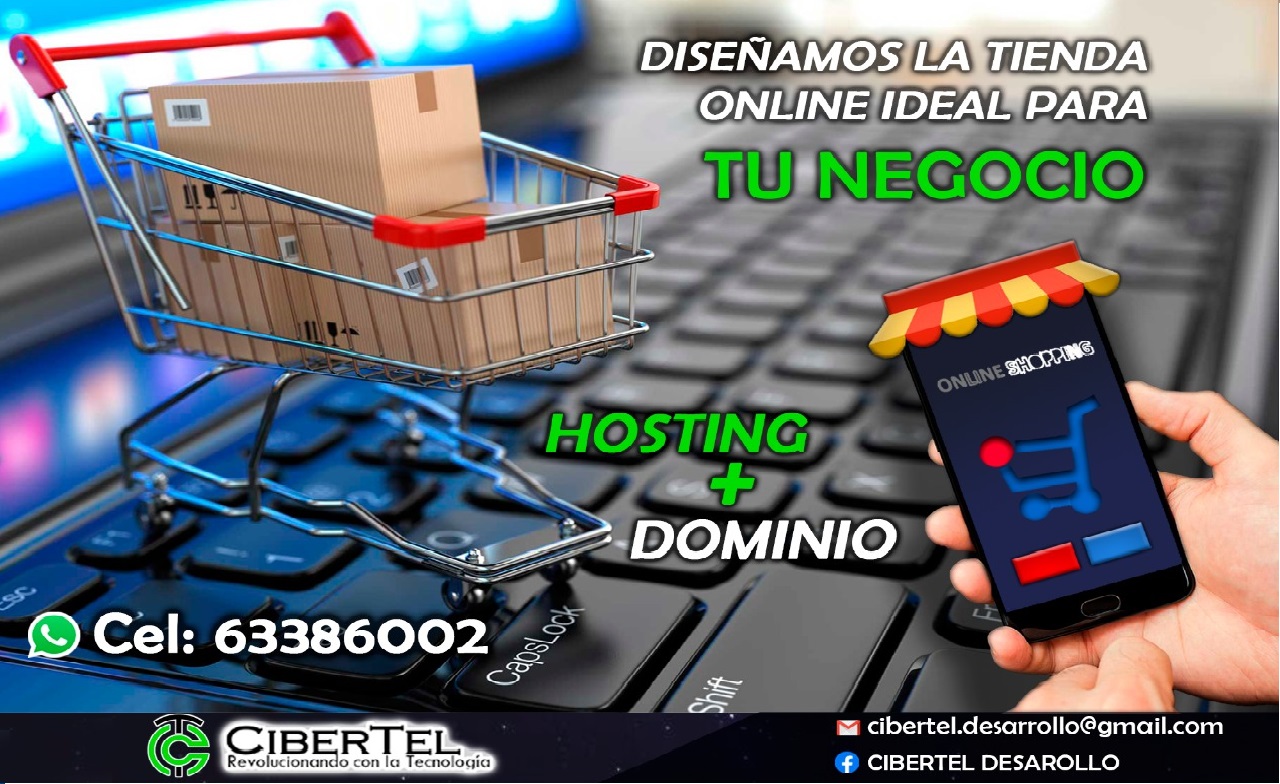 DISEÑAMOS LA TIENDA
ONLINE IDEAL PARA
TU NEGOCIO
ONLINE SHOPPING
HOSTING
+
DOMINIO
Cel: 63386002
Esc
CapsLock
Shift
CIBERTEL
Revolucionando con la Tecnología
cibertel.desarrollo@gmail.com
CIBERTEL DESAROLLO